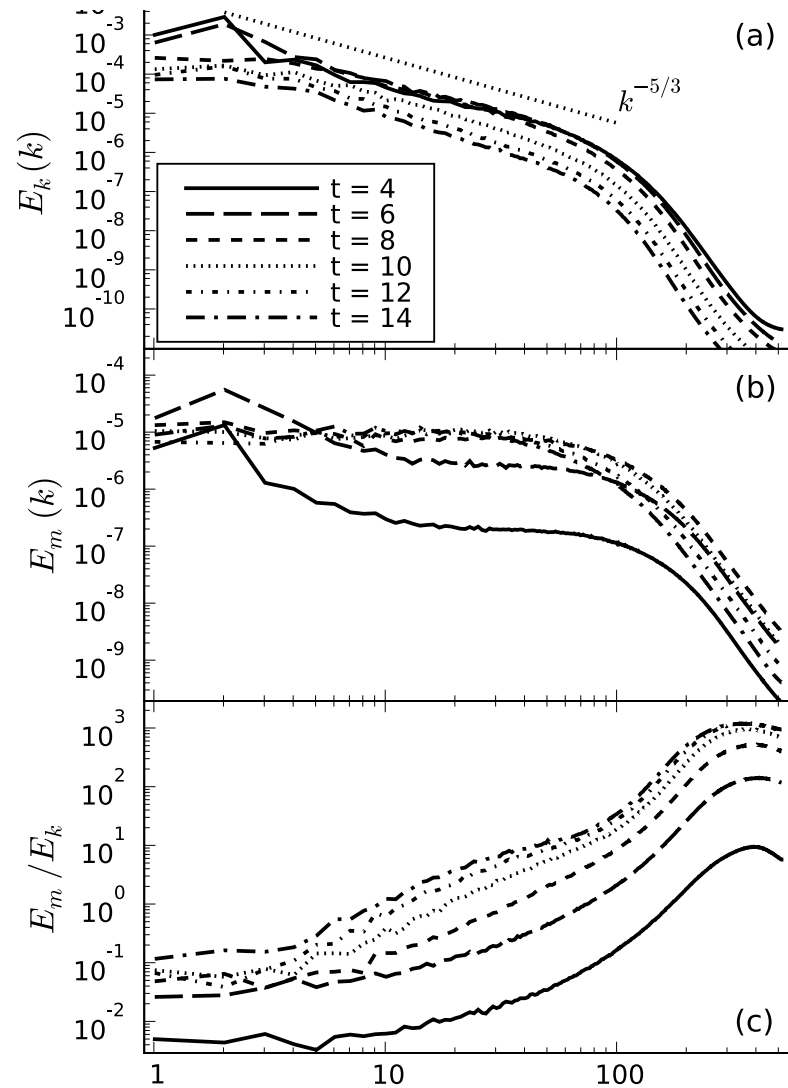 10^-3
(a)
10^-4
k^{-5/3}
10^-5
10^-6
E_k(k)
10^-7
10^-8
10^-9
10^-10
t = 4
t = 6
t = 8
t = 10
t = 12
t = 14
10^-4
(b)
10^-5
10^-6
E_m(k)
10^-7
10^-8
10^-9
10^3
10^2
10^1
E_m/E_k
10^0
10^-1
10^-2
(c)
1 10 100